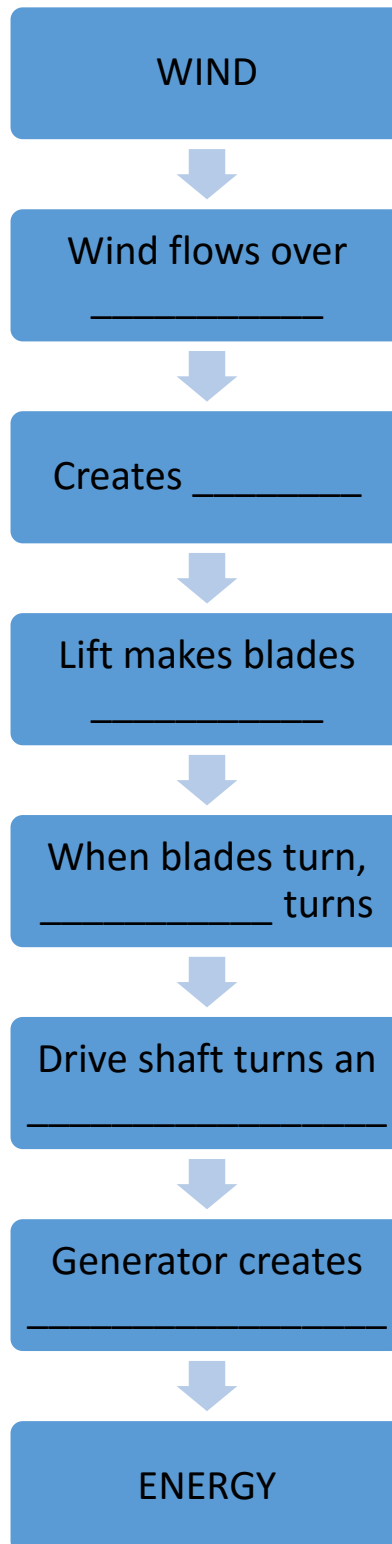 WIND
Wind flows over
___________
Creates ________
Lift makes blades
___________
When blades turn,
___________ turns
Drive shaft turns an
_________________
Generator creates
_________________
ENERGY